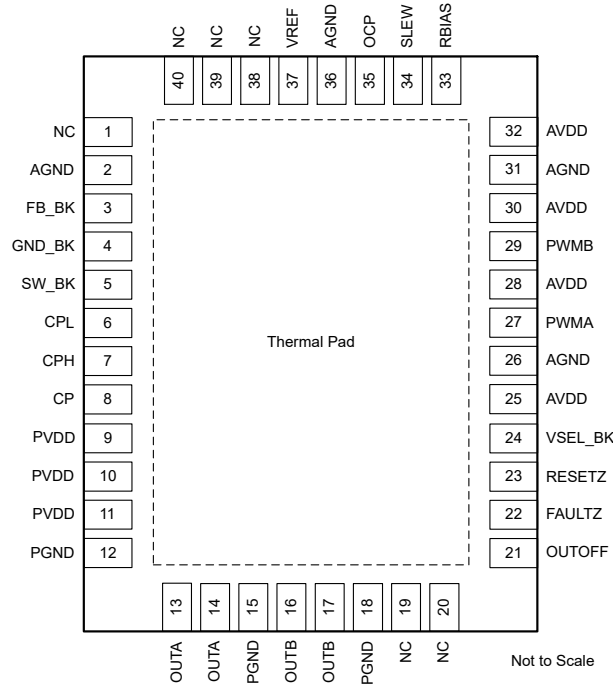 NC
NC
NC
VREF
AGND
OCP
SLEW
RBIAS
40
39
38
37
36
35
34
33
NC 1
AGND 2
FB_BK 3
GND_BK 4
SW_BK 5
CPL 6
CPH 7
CP 8
PVDD 9
PVDD 10
PVDD 11
PGND 12
Thermal Pad
32 AVDD
31 AGND
30 AVDD
29 PWMB
28 AVDD
27 PWMA
26 AGND
25 AVDD
24 VSEL_BK
23 RESETZ
22 FAULTZ
21 OUTOFF
13
14
15
16
17
18
19
20
OUTA
OUTA
PGND
OUTB
OUTB
PGND
NC
NC
Not to Scale